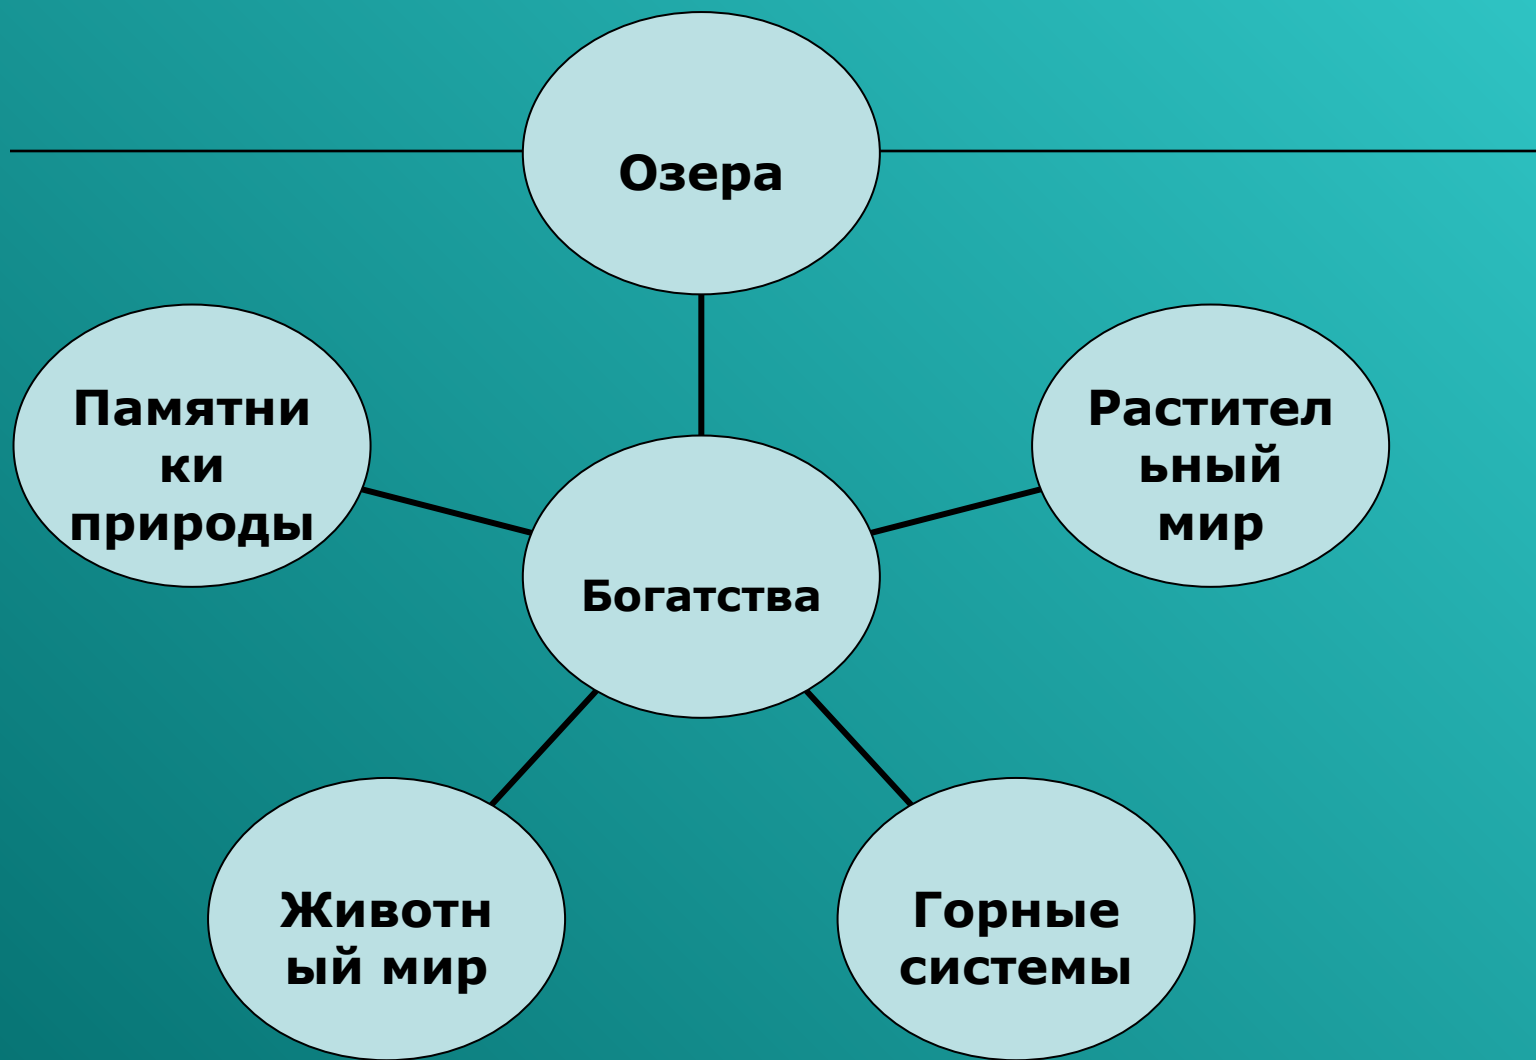 Озера
Памятни
ки
природы
Растител
ьный
мир
Богатства
Животн
ый мир
Горные
системы